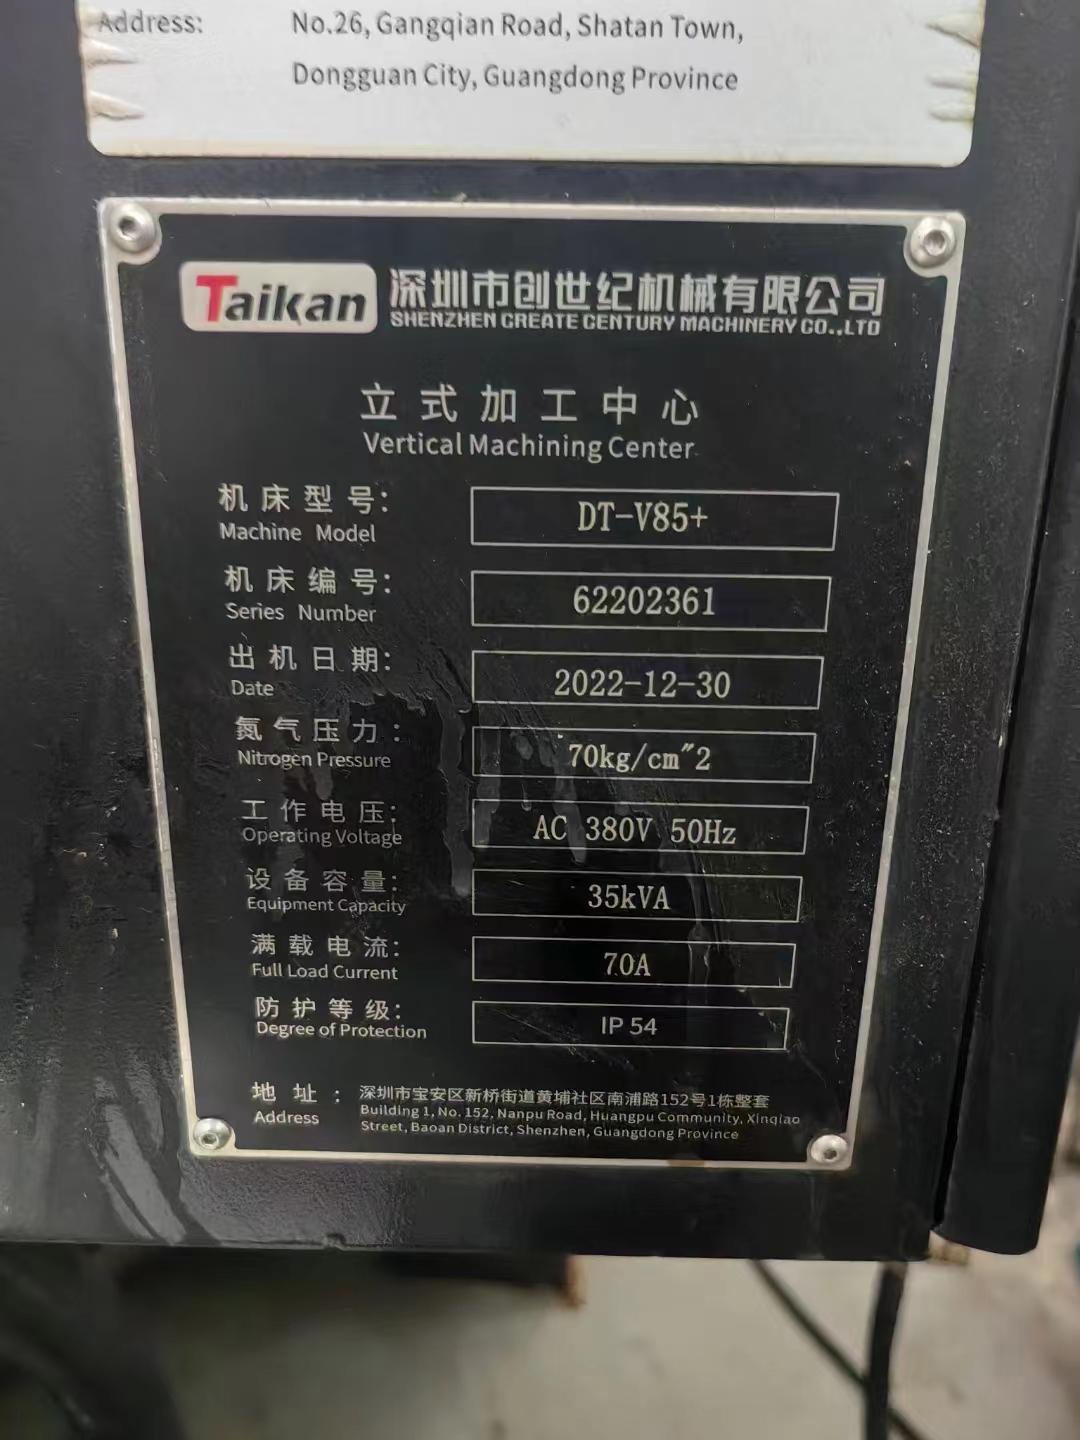 Address: No.26, Gangqian Road, Shatan Town,
Dongguan City, Guangdong Province
Taikan 深圳市创世纪机械有限公司
SHENZHEN CREATE CENTURY MACHINERY CO.,LTD
立式加工中心
Vertical Machining Center
机床型号: DT-V85+
Machine Model
机床编号: 62202361
Series Number
出机日期: 2022-12-30
Date
氮气压力: 70kg/cm″2
Nitrogen Pressure
工作电压: AC 380V 50Hz
Operating Voltage
设备容量: 35kVA
Equipment Capacity
满载电流: 70A
Full Load Current
防护等级: IP 54
Degree of Protection
地址: 深圳市宝安区新桥街道黄埔社区南浦路152号1栋整套
Address Building 1, No. 152, Nanpu Road, Huangpu Community, Xinqiao
Street, Baoan District, Shenzhen, Guangdong Province